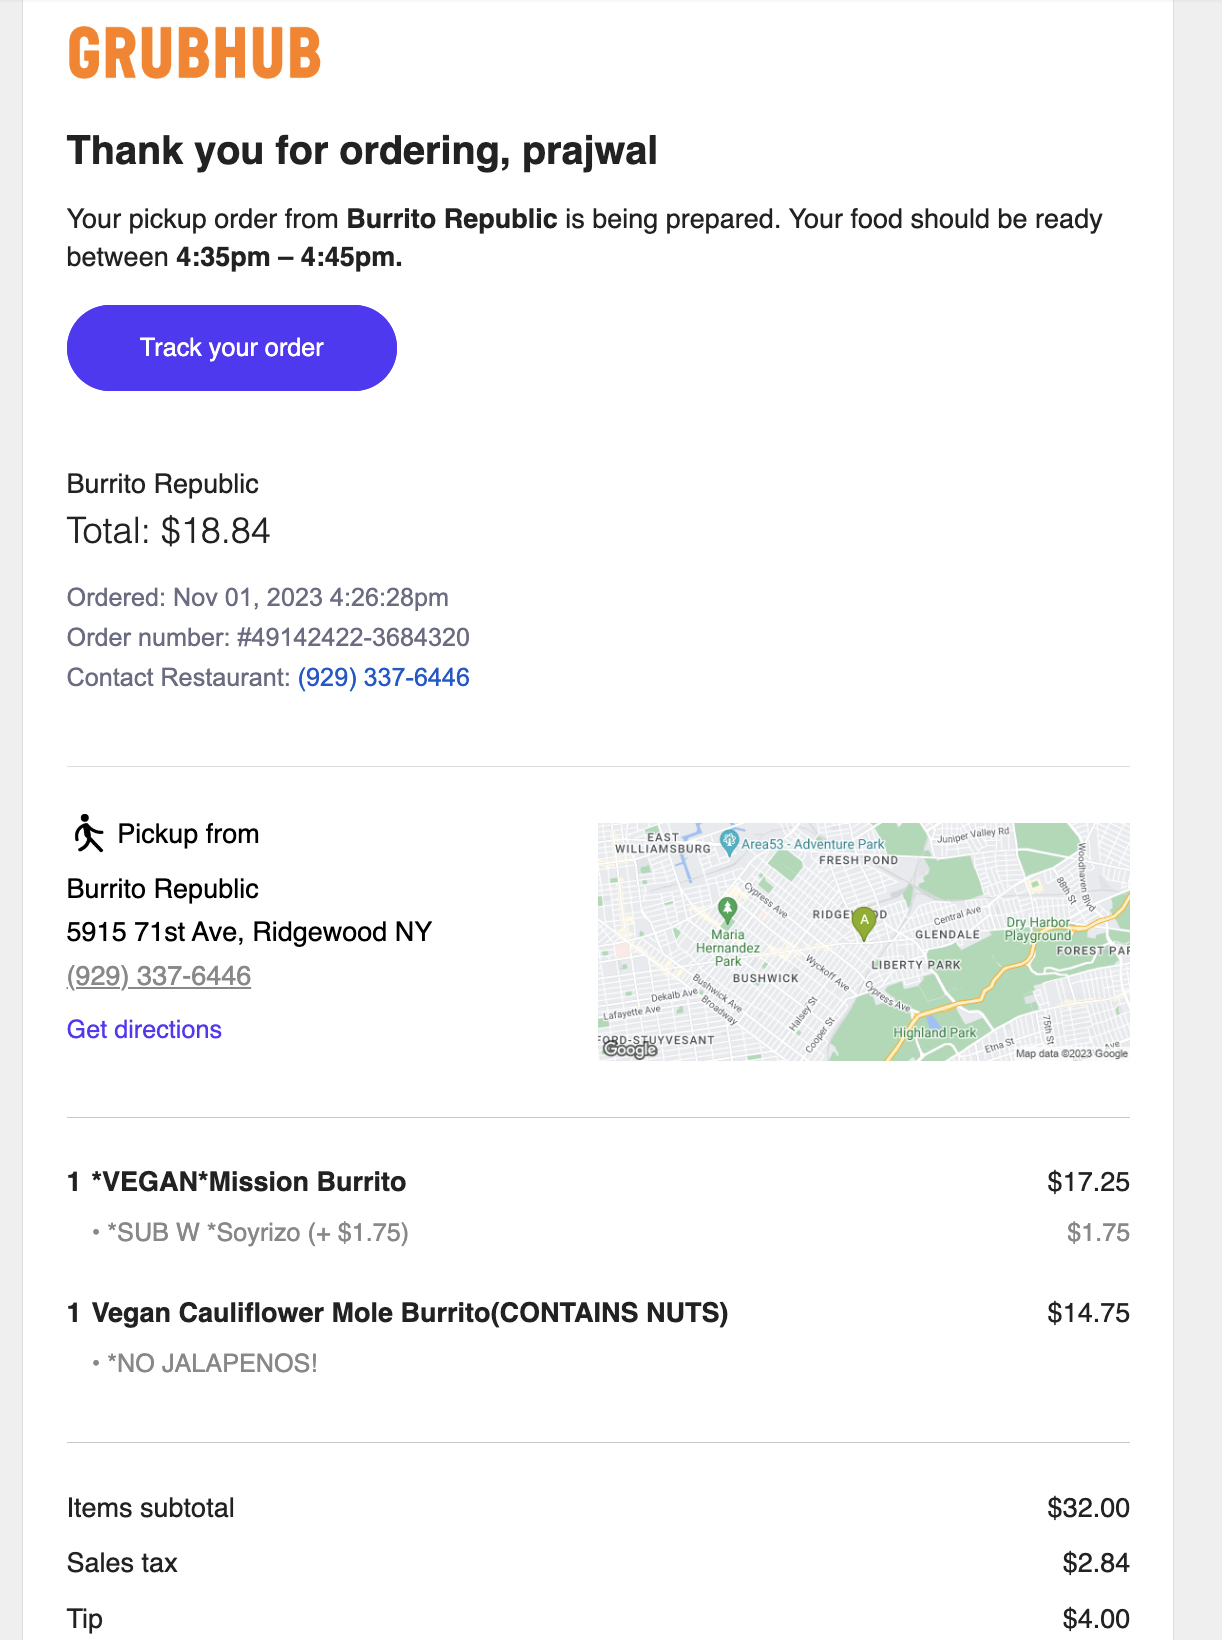 GRUBHUB
Thank you for ordering, prajwal
Your pickup order from Burrito Republic is being prepared. Your food should be ready
between 4:35pm – 4:45pm.
Track your order
Burrito Republic
Total: $18.84
Ordered: Nov 01, 2023 4:26:28pm
Order number: #49142422-3684320
Contact Restaurant: (929) 337-6446
Pickup from
Burrito Republic
5915 71st Ave, Ridgewood NY
(929) 337-6446
Get directions
EAST
WILLIAMSBURG
Area53 - Adventure Park
FRESH POND
Juniper Valley Rd
Woodhaven Blvd
88th St
Cypress Ave
RIDGEWOOD
A
Central Ave
GLENDALE
Dry Harbor
Playground
FOREST PAR
Maria
Hernandez
Park
BUSHWICK
LIBERTY PARK
Wyckoff Ave
Cypress Ave
Bushwick Ave
Dekalb Ave
Broadway
Lafayette Ave
Halsey St
Cooper St
Highland Park
75th St
Etna St
Ave
FORD-STUYVESANT
Google
Map data ©2023 Google
1 *VEGAN*Mission Burrito $17.25
• *SUB W *Soyrizo (+ $1.75) $1.75
1 Vegan Cauliflower Mole Burrito(CONTAINS NUTS) $14.75
• *NO JALAPENOS!
Items subtotal $32.00
Sales tax $2.84
Tip $4.00